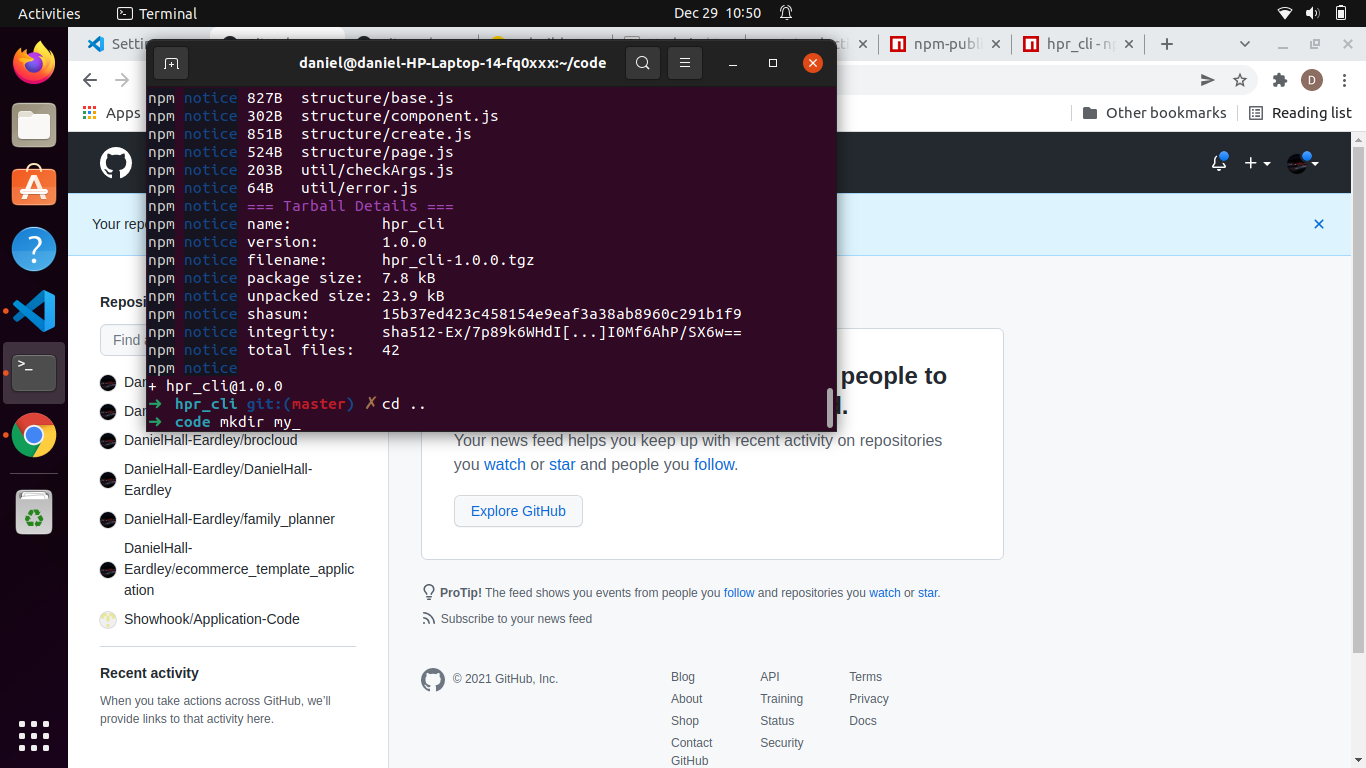 Activities
Terminal
Dec 29 10:50
npm-publ
hpr_cli - np
daniel@daniel-HP-Laptop-14-fq0xxx:~/code
D
Apps
Other bookmarks
Reading list
npm notice 827B structure/base.js
npm notice 302B structure/component.js
npm notice 851B structure/create.js
npm notice 524B structure/page.js
npm notice 203B util/checkArgs.js
npm notice 64B util/error.js
npm notice === Tarball Details ===
npm notice name: hpr_cli
npm notice version: 1.0.0
npm notice filename: hpr_cli-1.0.0.tgz
npm notice package size: 7.8 kB
npm notice unpacked size: 23.9 kB
npm notice shasum: 15b37ed423c458154e9eaf3a38ab8960c291b1f9
npm notice integrity: sha512-Ex/7p89k6WHdI[...]I0Mf6AhP/SX6w==
npm notice total files: 42
npm notice
+ hpr_cli@1.0.0
➜ hpr_cli git:(master) ✗ cd ..
➜ code mkdir my_
Your rep
Reposi
Find a
Dan
Dan
DanielHall-Eardley/brocloud
DanielHall-Eardley/DanielHall-
Eardley
DanielHall-Eardley/family_planner
DanielHall-
Eardley/ecommerce_template_applic
ation
Showhook/Application-Code
Recent activity
When you take actions across GitHub, we'll
provide links to that activity here.
people to
Your news feed helps you keep up with recent activity on repositories
you watch or star and people you follow.
Explore GitHub
ProTip! The feed shows you events from people you follow and repositories you watch or star.
Subscribe to your news feed
© 2021 GitHub, Inc.
Blog
About
Shop
Contact
GitHub
API
Training
Status
Security
Terms
Privacy
Docs